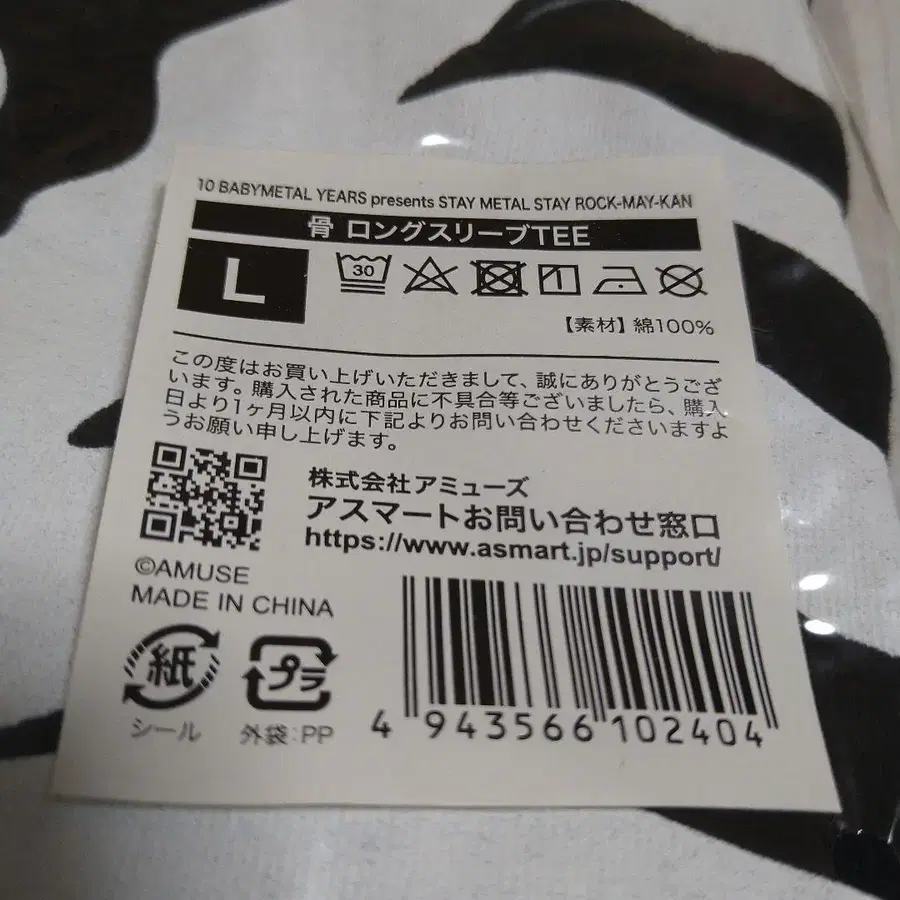 10 BABYMETAL YEARS presents STAY METAL STAY ROCK-MAY-KAN
骨 ロングスリーブTEE
L
30
【素材】綿100%
この度はお買い上げいただきまして、誠にありがとうござ
います。購入された商品に不具合等ございましたら、購入
日より1ヶ月以内に下記よりお問い合わせくださいますよ
うお願い申し上げます。
株式会社アミューズ
アスマートお問い合わせ窓口
https://www.asmart.jp/support/
©AMUSE
MADE IN CHINA
紙
シール
プラ
外袋:PP
4 943566 102404